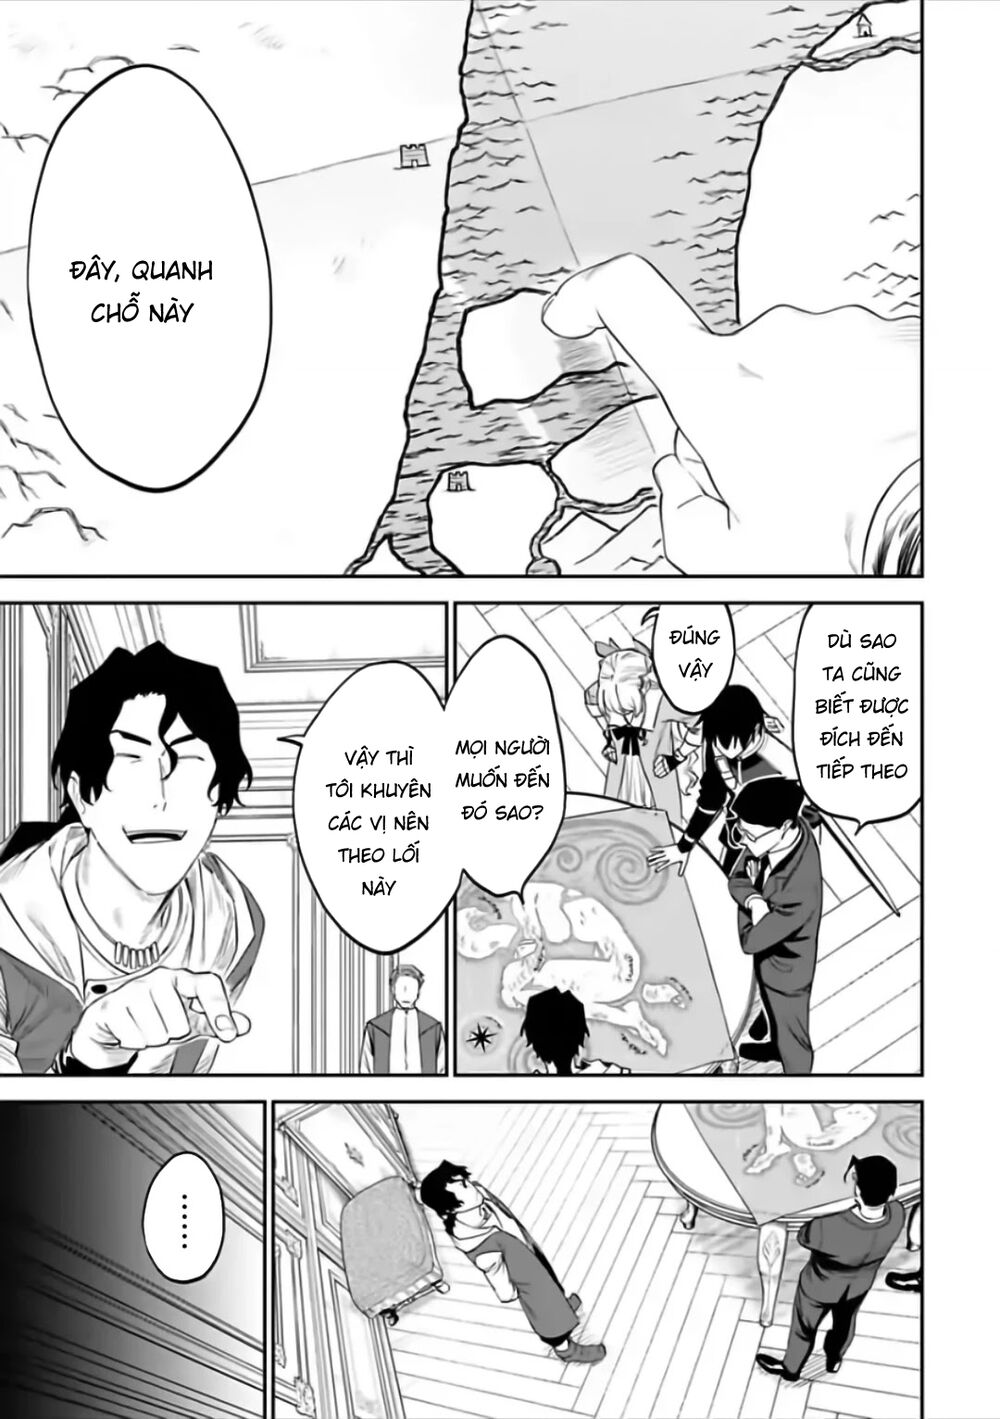 ĐÂY, QUANH
CHỖ NÀY
DÙ SAO
TA CŨNG
BIẾT ĐƯỢC
ĐÍCH ĐẾN
TIẾP THEO
ĐÚNG
VẬY
MỌI NGƯỜI
MUỐN ĐẾN
ĐÓ SAO?
VẬY THÌ
TÔI KHUYÊN
CÁC VỊ NÊN
THEO LỐI
NÀY
......